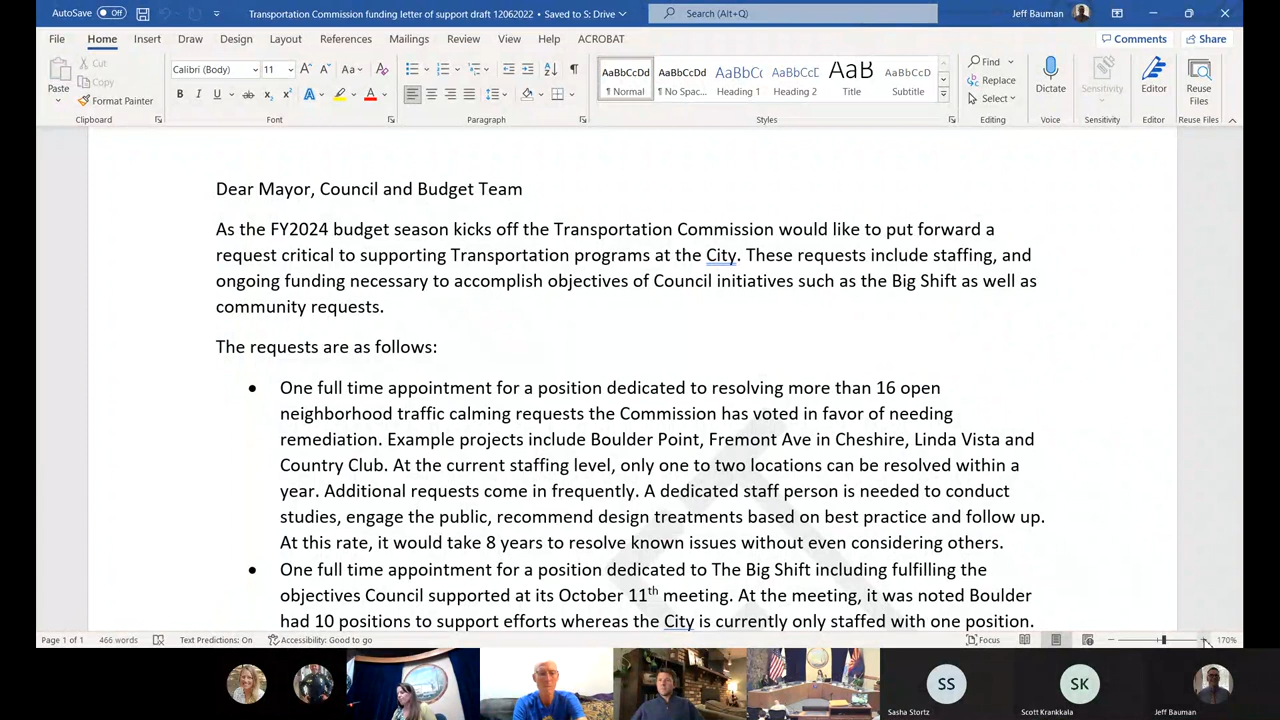 AutoSave Off Transportation Commission funding letter of support draft 12062022 • Saved to S: Drive Search (Alt+Q) Jeff Bauman
File Home Insert Draw Design Layout References Mailings Review View Help ACROBAT Comments Share
Cut Calibri (Body) 11 Aa AaBbCcDd AaBbCcDd AaBbCc AaBbCcD AaB AaBbCcD Find
Copy Replace
Paste Format Painter B I U ab x₂ x² A A ¶ Normal ¶ No Spac... Heading 1 Heading 2 Title Subtitle Select Dictate Sensitivity Editor Reuse Files
Clipboard Font Paragraph Styles Editing Voice Sensitivity Editor Reuse Files
Dear Mayor, Council and Budget Team
As the FY2024 budget season kicks off the Transportation Commission would like to put forward a
request critical to supporting Transportation programs at the City. These requests include staffing, and
ongoing funding necessary to accomplish objectives of Council initiatives such as the Big Shift as well as
community requests.
The requests are as follows:
• One full time appointment for a position dedicated to resolving more than 16 open
neighborhood traffic calming requests the Commission has voted in favor of needing
remediation. Example projects include Boulder Point, Fremont Ave in Cheshire, Linda Vista and
Country Club. At the current staffing level, only one to two locations can be resolved within a
year. Additional requests come in frequently. A dedicated staff person is needed to conduct
studies, engage the public, recommend design treatments based on best practice and follow up.
At this rate, it would take 8 years to resolve known issues without even considering others.
• One full time appointment for a position dedicated to The Big Shift including fulfilling the
objectives Council supported at its October 11th meeting. At the meeting, it was noted Boulder
had 10 positions to support efforts whereas the City is currently only staffed with one position.
Page 1 of 1 466 words Text Predictions: On Accessibility: Good to go Focus 170%
SS SK
Sasha Stortz Scott Krankkala Jeff Bauman